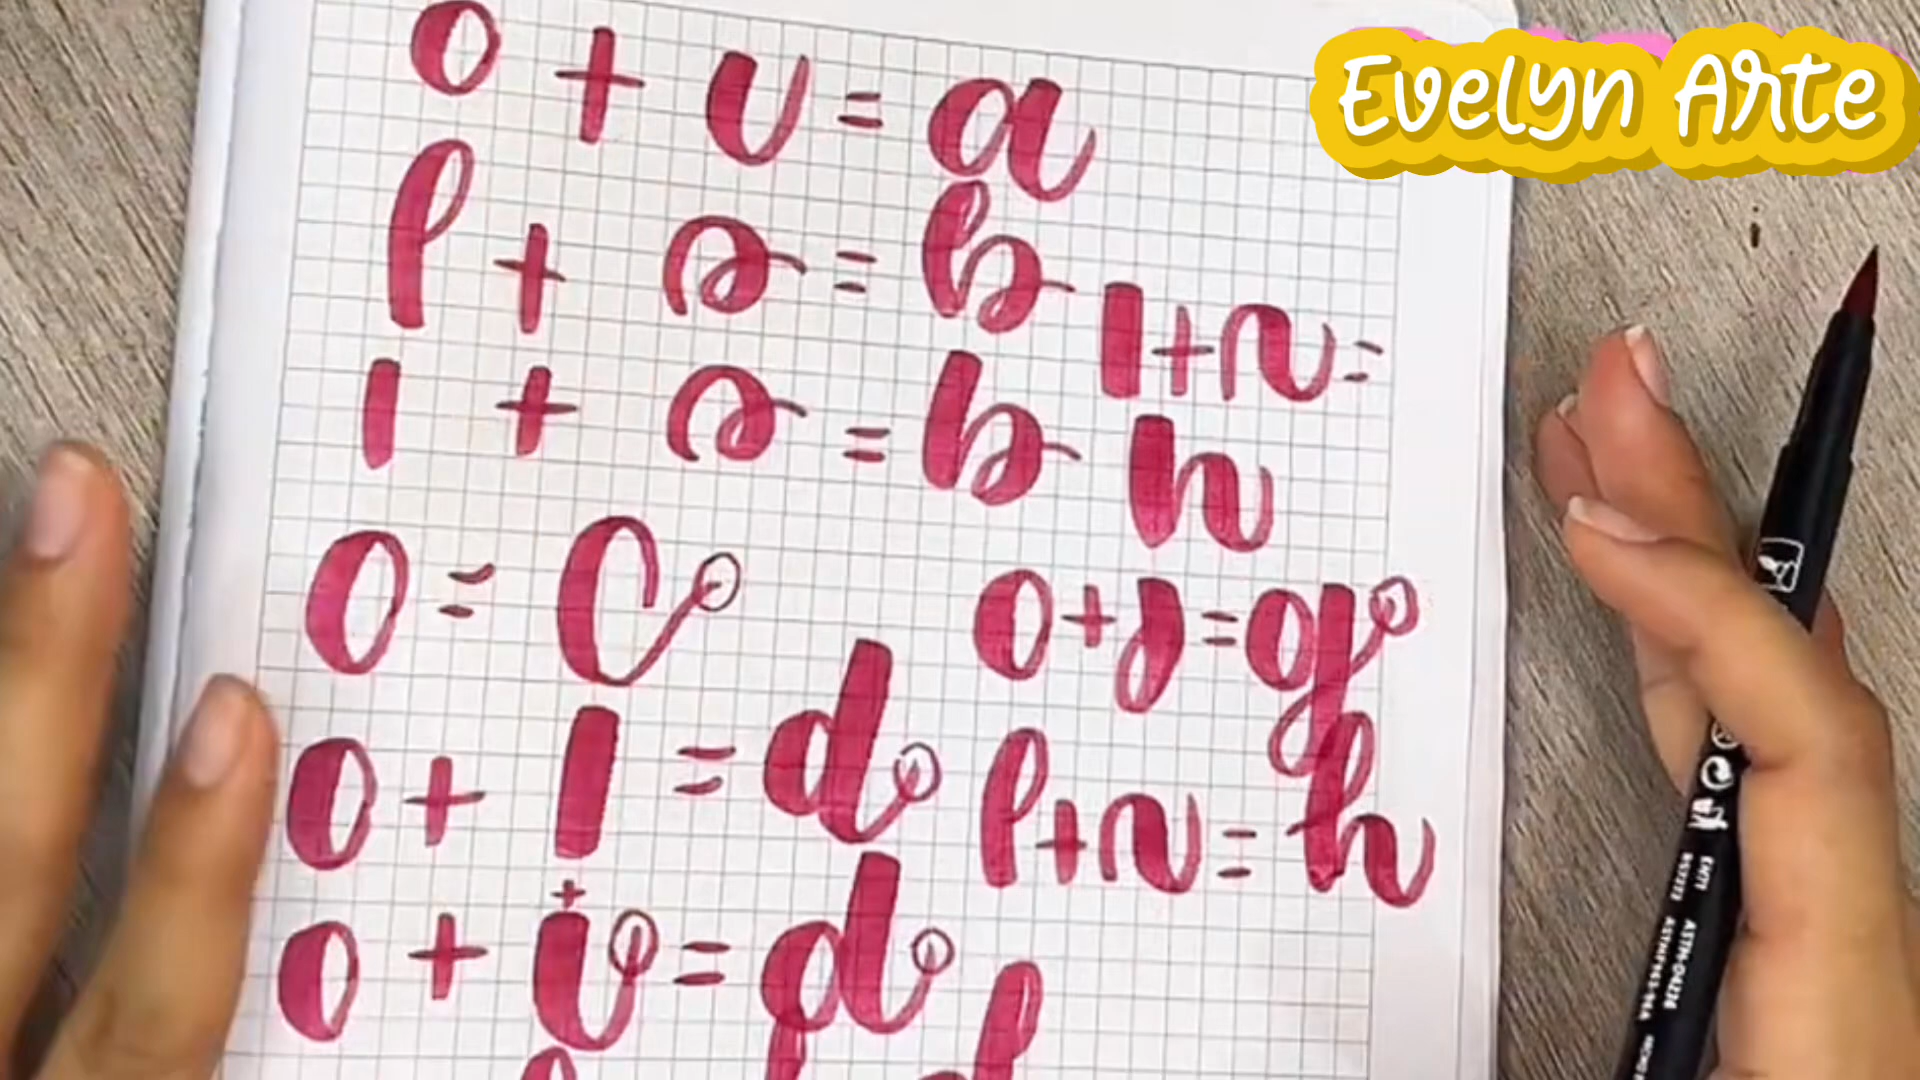 Evelyn Arte
o + u = a
l + =b
l + =b
l+n=
h
o = c
o+j=g
o + l = d
l+n=h
o + i = d